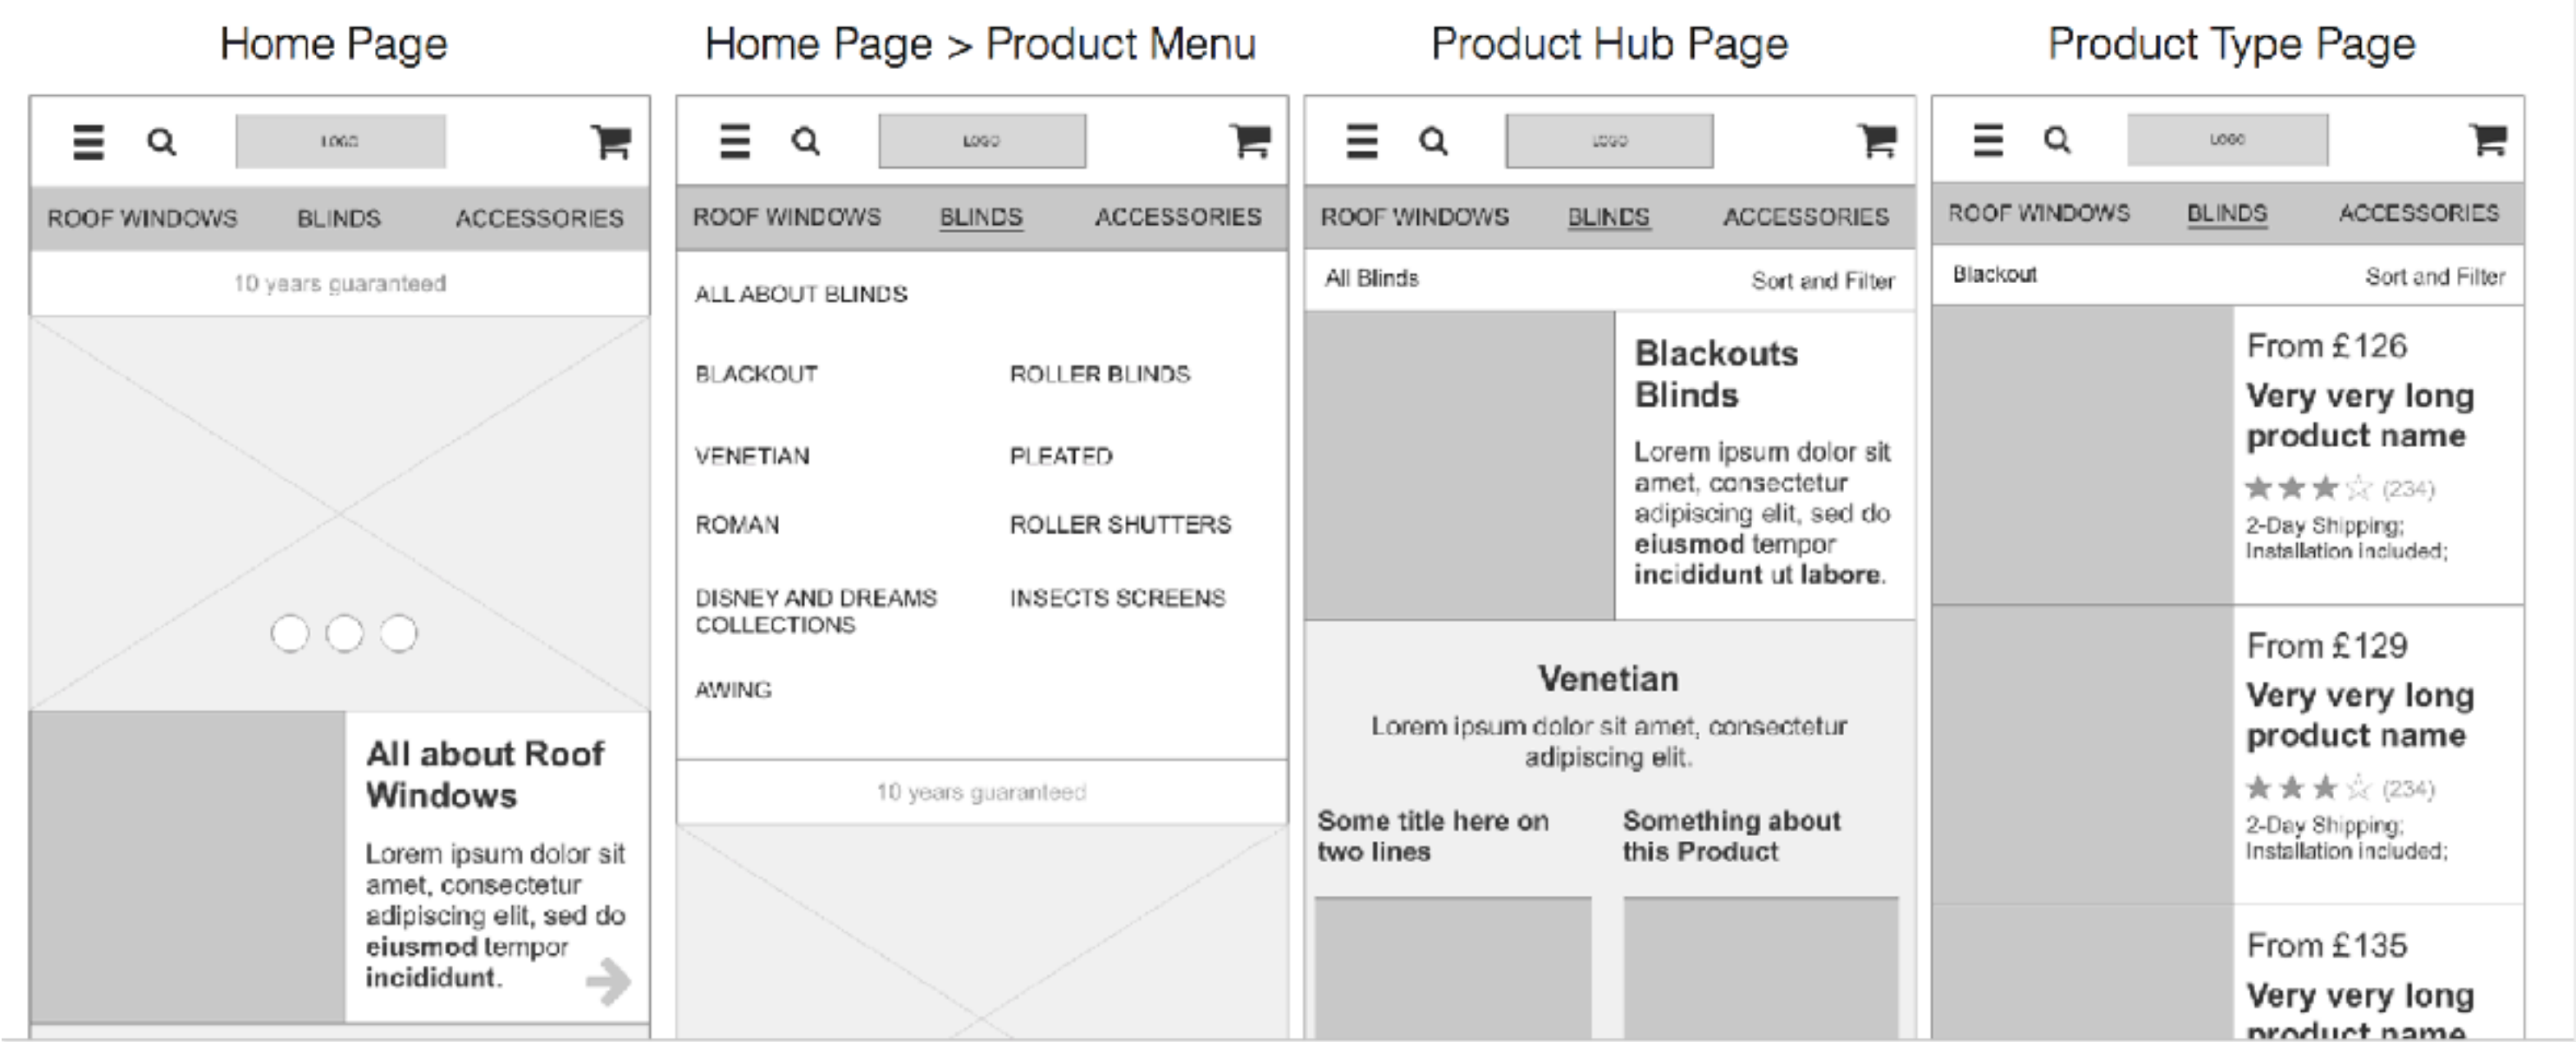 Home Page
LOGO
ROOF WINDOWS BLINDS ACCESSORIES
10 years guaranteed
All about Roof
Windows
Lorem ipsum dolor sit
amet, consectetur
adipiscing elit, sed do
eiusmod tempor
incididunt.
Home Page > Product Menu
LOGO
ROOF WINDOWS BLINDS ACCESSORIES
ALL ABOUT BLINDS
BLACKOUT ROLLER BLINDS
VENETIAN PLEATED
ROMAN ROLLER SHUTTERS
DISNEY AND DREAMS INSECTS SCREENS
COLLECTIONS
AWING
10 years guaranteed
Product Hub Page
LOGO
ROOF WINDOWS BLINDS ACCESSORIES
All Blinds Sort and Filter
Blackouts
Blinds
Lorem ipsum dolor sit
amet, consectetur
adipiscing elit, sed do
eiusmod tempor
incididunt ut labore.
Venetian
Lorem ipsum dolor sit amet, consectetur
adipiscing elit.
Some title here on
two lines
Something about
this Product
Product Type Page
LOGO
ROOF WINDOWS BLINDS ACCESSORIES
Blackout Sort and Filter
From £126
Very very long
product name
(234)
2-Day Shipping;
Installation included;
From £129
Very very long
product name
(234)
2-Day Shipping;
Installation included;
From £135
Very very long
product name